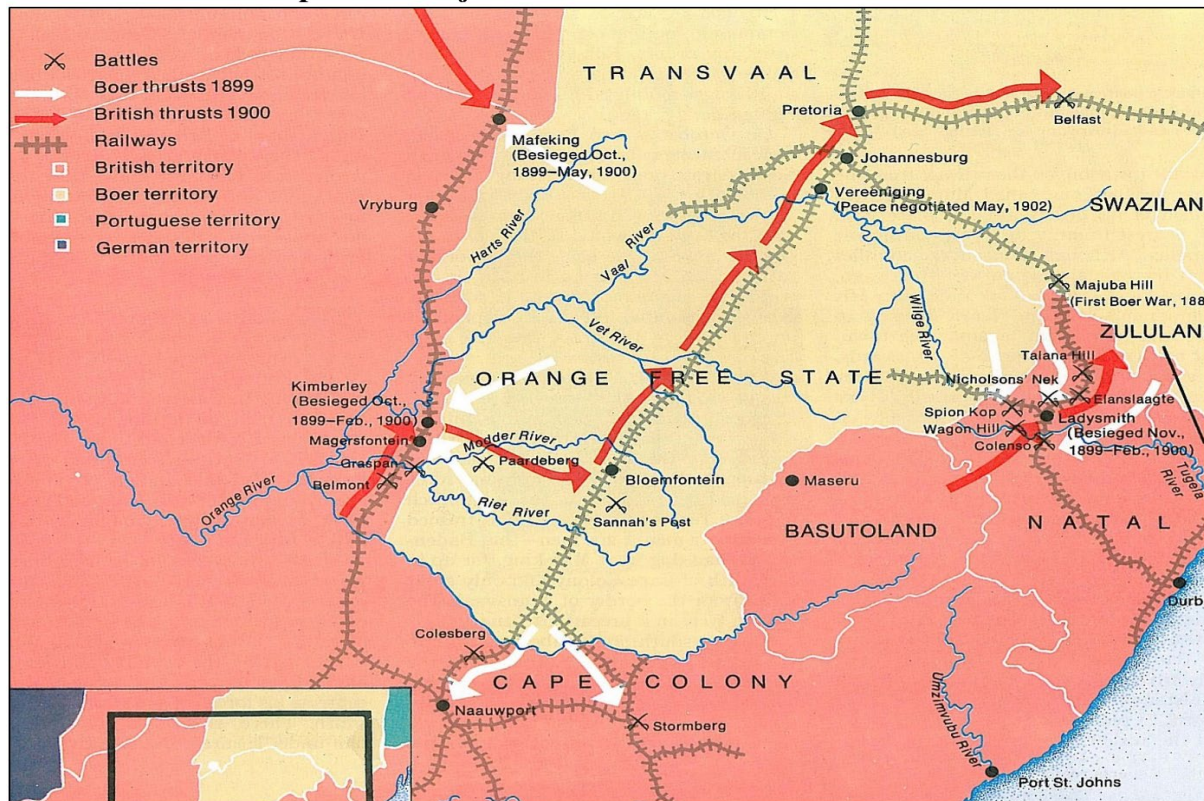 Battles
Boer thrusts 1899
British thrusts 1900
Railways
British territory
Boer territory
Portuguese territory
German territory
TRANSVAAL
Pretoria
Belfast
Mafeking
(Besieged Oct.,
1899–May, 1900)
Johannesburg
Vereeniging
(Peace negotiated May, 1902)
SWAZILAN
Vryburg
Harts River
Vaal
River
Majuba Hill
(First Boer War, 188
Wilge River
ZULULAN
Vet River
Talana Hill
ORANGE FREE STATE
Nicholsons' Nek
Elanslaagte
Kimberley
(Besieged Oct.,
1899–Feb., 1900)
Spion Kop
Wagon Hill
Ladysmith
(Besieged Nov.,
1899–Feb., 1900)
Colenso
Magersfontein
Modder River
Graspan
Paardeberg
Belmont
Bloemfontein
Maseru
Tugela
River
Orange River
Riet River
Sannah's Post
BASUTOLAND
NATAL
Durb
Colesberg
CAPE COLONY
Naauwport
Stormberg
Umzimvubu River
Port St. Johns